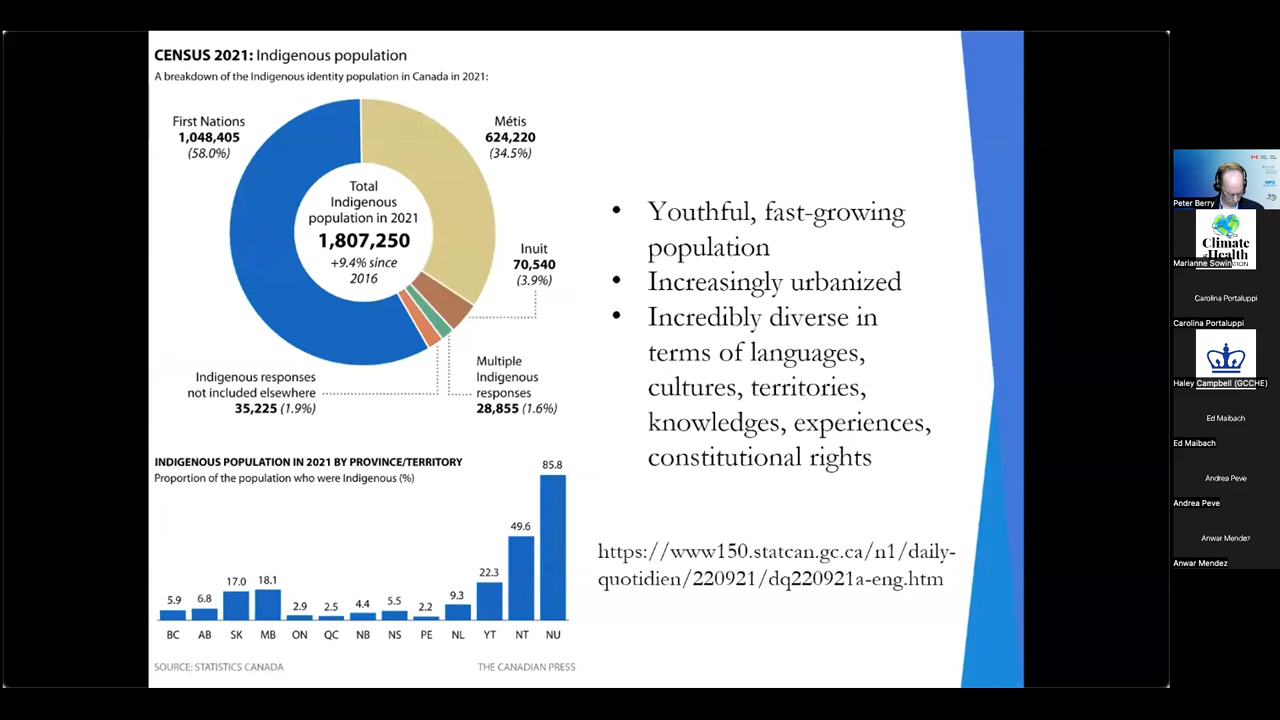 CENSUS 2021: Indigenous population
A breakdown of the Indigenous identity population in Canada in 2021:
First Nations
1,048,405
(58.0%)
Métis
624,220
(34.5%)
Total
Indigenous
population in 2021
1,807,250
+9.4% since
2016
Inuit
70,540
(3.9%)
Multiple
Indigenous
responses
28,855 (1.6%)
Indigenous responses
not included elsewhere
35,225 (1.9%)
INDIGENOUS POPULATION IN 2021 BY PROVINCE/TERRITORY
Proportion of the population who were Indigenous (%)
5.9 6.8 17.0 18.1 2.9 2.5 4.4 5.5 2.2 9.3 22.3 49.6 85.8
BC AB SK MB ON QC NB NS PE NL YT NT NU
SOURCE: STATISTICS CANADA THE CANADIAN PRESS
• Youthful, fast-growing
population
• Increasingly urbanized
• Incredibly diverse in
terms of languages,
cultures, territories,
knowledges, experiences,
constitutional rights
https://www150.statcan.gc.ca/n1/daily-
quotidien/220921/dq220921a-eng.htm
Peter Berry
Climate
Health
Marianne Sowin
Carolina Portaluppi
Carolina Portaluppi
Haley Campbell (GCCHE)
Ed Maibach
Ed Maibach
Andrea Peve
Andrea Peve
Anwar Mendez
Anwar Mendez